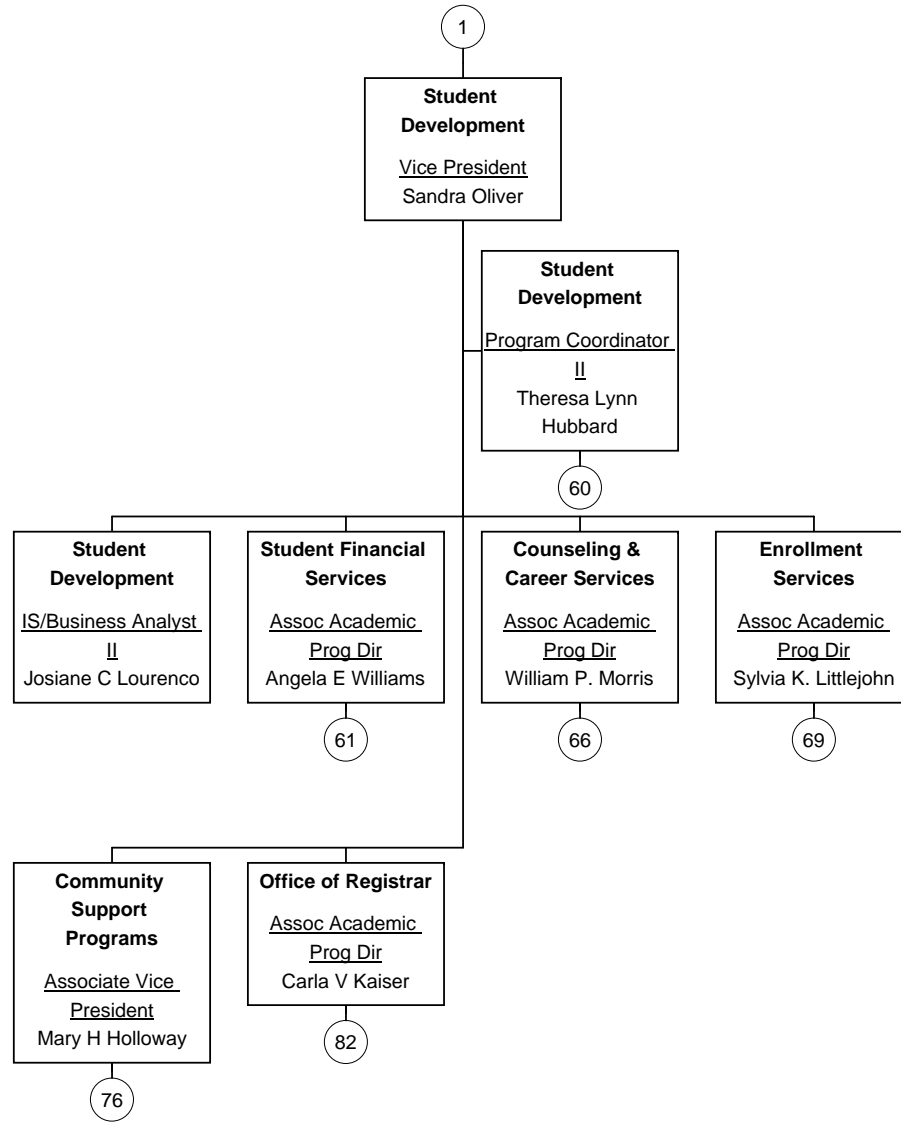 1
Student
Development
Vice President
Sandra Oliver
Student
Development
Program Coordinator
II
Theresa Lynn
Hubbard
60
Student
Development
IS/Business Analyst
II
Josiane C Lourenco
Student Financial
Services
Assoc Academic
Prog Dir
Angela E Williams
61
Counseling &
Career Services
Assoc Academic
Prog Dir
William P. Morris
66
Enrollment
Services
Assoc Academic
Prog Dir
Sylvia K. Littlejohn
69
Community
Support
Programs
Associate Vice
President
Mary H Holloway
76
Office of Registrar
Assoc Academic
Prog Dir
Carla V Kaiser
82